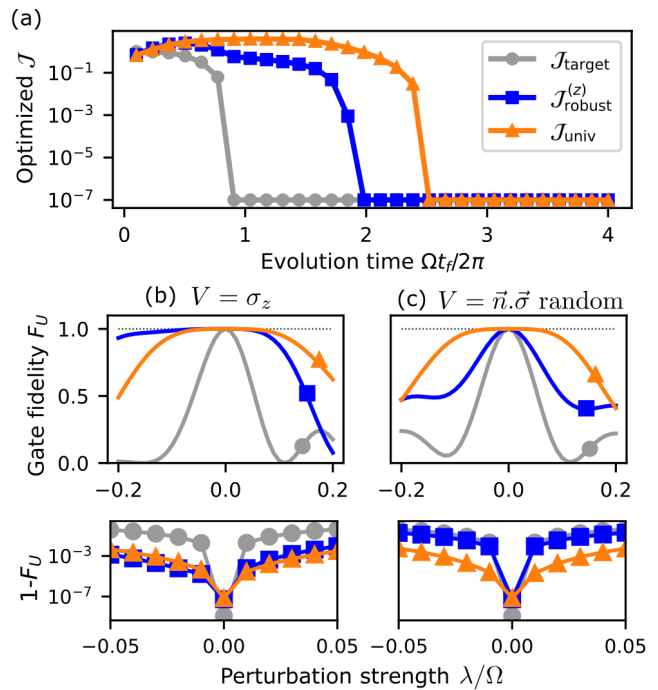 (a)
Optimized 𝒥
10⁻¹
10⁻³
10⁻⁵
10⁻⁷
𝒥_target
𝒥_robust^(z)
𝒥_univ
0 1 2 3 4
Evolution time Ωt_f/2π
(b) V = σ_z
(c) V = n⃗.σ⃗ random
Gate fidelity F_U
1.0
0.5
0.0
−0.2 0.0 0.2
−0.2 0.0 0.2
1-F_U
10⁻³
10⁻⁷
−0.05 0.00 0.05
−0.05 0.00 0.05
Perturbation strength λ/Ω